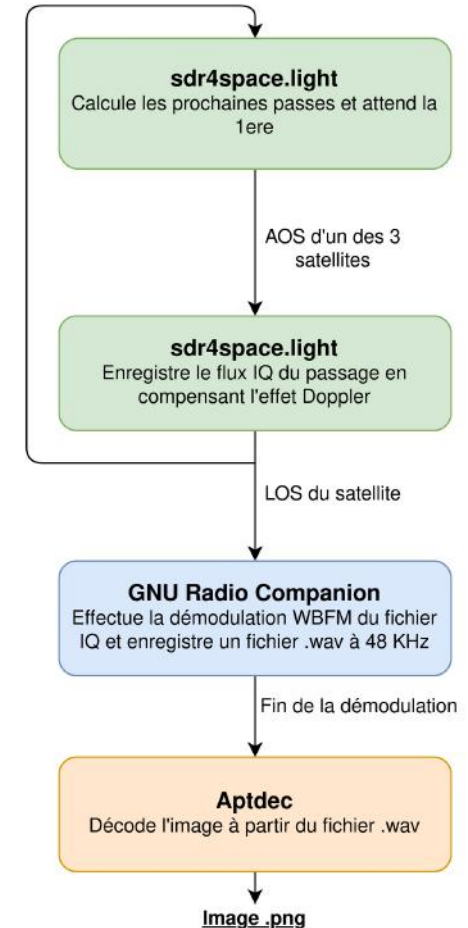 sdr4space.light
Calcule les prochaines passes et attend la
1ere
AOS d'un des 3
satellites
sdr4space.light
Enregistre le flux IQ du passage en
compensant l'effet Doppler
LOS du satellite
GNU Radio Companion
Effectue la démodulation WBFM du fichier
IQ et enregistre un fichier .wav à 48 KHz
Fin de la démodulation
Aptdec
Décode l'image à partir du fichier .wav
Image .png